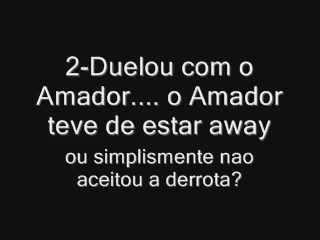 2-Duelou com o
Amador.... o Amador
teve de estar away
ou simplismente nao
aceitou a derrota?